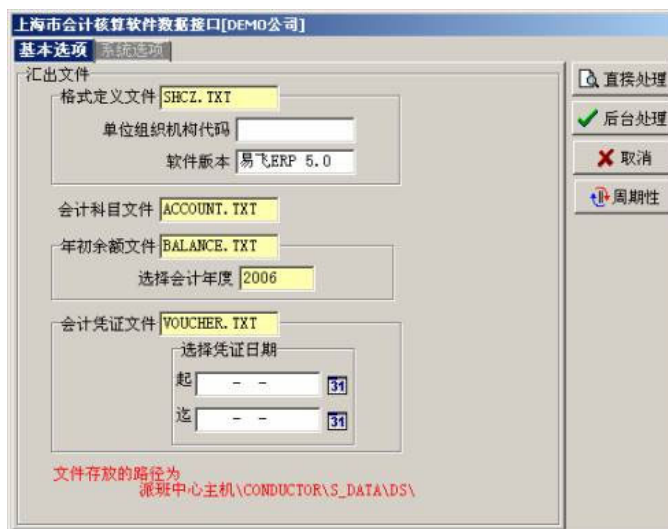 上海市会计核算软件数据接口[DEMO公司]
基本选项 系统选项
汇出文件
格式定义文件 SHCZ.TXT
单位组织机构代码
软件版本 易飞ERP 5.0
会计科目文件 ACCOUNT.TXT
年初余额文件 BALANCE.TXT
选择会计年度 2006
会计凭证文件 VOUCHER.TXT
选择凭证日期
起 - - 31
迄 - - 31
文件存放的路径为
派班中心主机\CONDUCTOR\S_DATA\DS\
直接处理
后台处理
取消
周期性